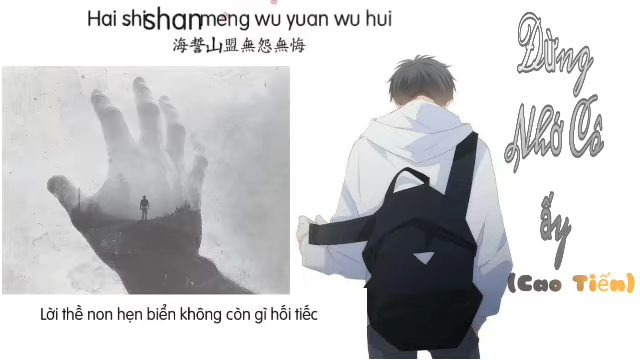 Hai shi shan meng wu yuan wu hui
海誓山盟無怨無悔
Lời thề non hẹn biển không còn gì hối tiếc
Đừng
Nhớ Cô
ấy
(Cao Tiến)